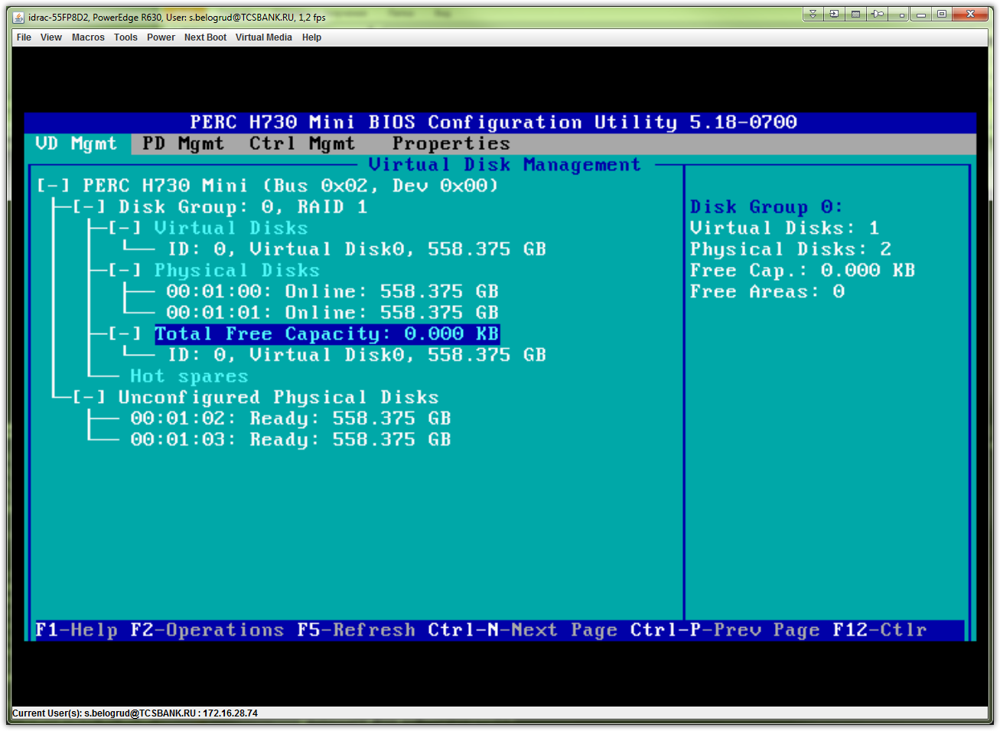 idrac-55FP8D2, PowerEdge R630, User: s.belogrud@TCSBANK.RU, 1,2 fps
File View Macros Tools Power Next Boot Virtual Media Help
PERC H730 Mini BIOS Configuration Utility 5.18-0700
VD Mgmt PD Mgmt Ctrl Mgmt Properties
Virtual Disk Management
[-] PERC H730 Mini (Bus 0x02, Dev 0x00)
[-] Disk Group: 0, RAID 1
[-] Virtual Disks
ID: 0, Virtual Disk0, 558.375 GB
[-] Physical Disks
00:01:00: Online: 558.375 GB
00:01:01: Online: 558.375 GB
[-] Total Free Capacity: 0.000 KB
ID: 0, Virtual Disk0, 558.375 GB
Hot spares
[-] Unconfigured Physical Disks
00:01:02: Ready: 558.375 GB
00:01:03: Ready: 558.375 GB
Disk Group 0:
Virtual Disks: 1
Physical Disks: 2
Free Cap.: 0.000 KB
Free Areas: 0
F1-Help F2-Operations F5-Refresh Ctrl-N-Next Page Ctrl-P-Prev Page F12-Ctlr
Current User(s): s.belogrud@TCSBANK.RU : 172.16.28.74